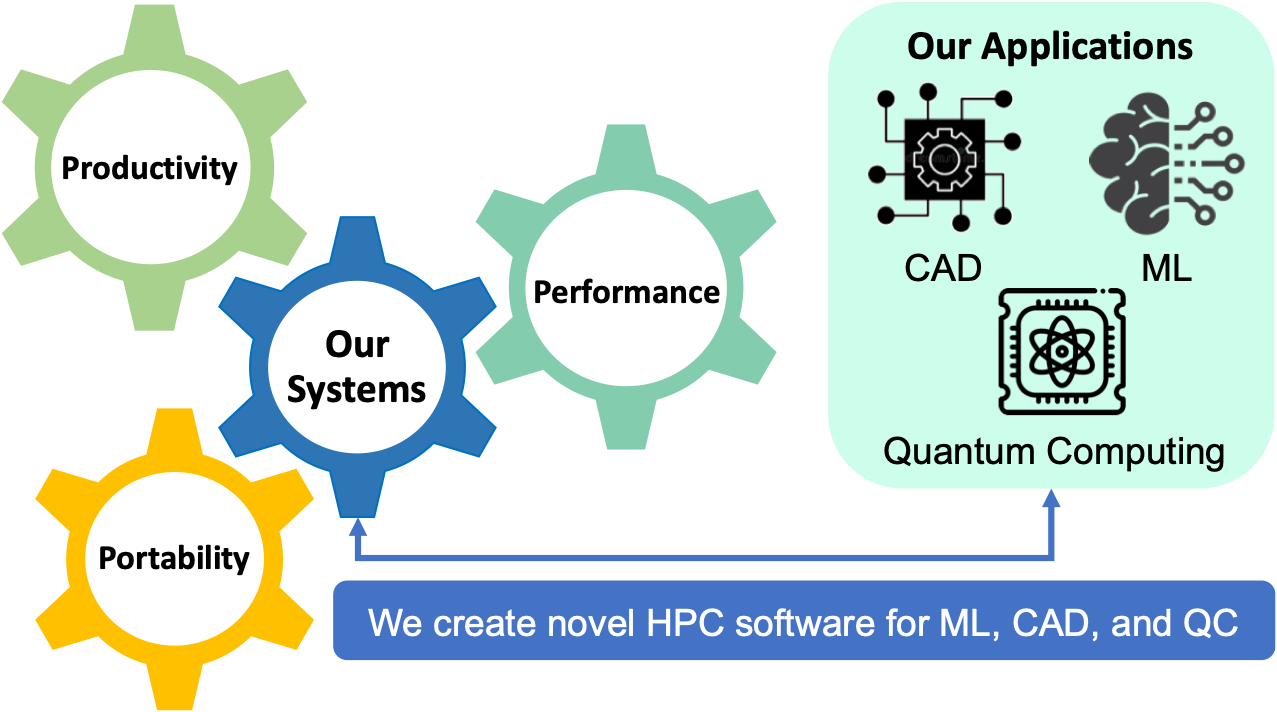 Productivity
Our
Systems
Performance
Portability
Our Applications
CAD
ML
Quantum Computing
We create novel HPC software for ML, CAD, and QC